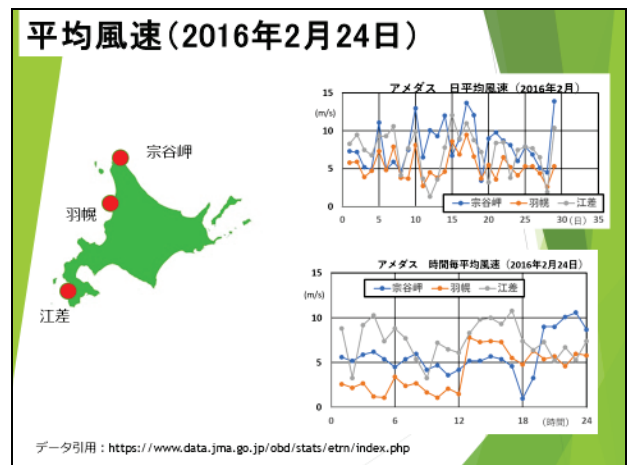 平均風速(2016年2月24日)
アメダス 日平均風速(2016年2月)
15
(m/s)
10
5
0
宗谷岬 羽幌 江差
0 5 10 15 20 25 30 (日) 35
宗谷岬
羽幌
江差
アメダス 時間毎平均風速(2016年2月24日)
15
(m/s)
宗谷岬 羽幌 江差
10
5
0
0 6 12 18 (時間) 24
データ引用:https://www.data.jma.go.jp/obd/stats/etrn/index.php